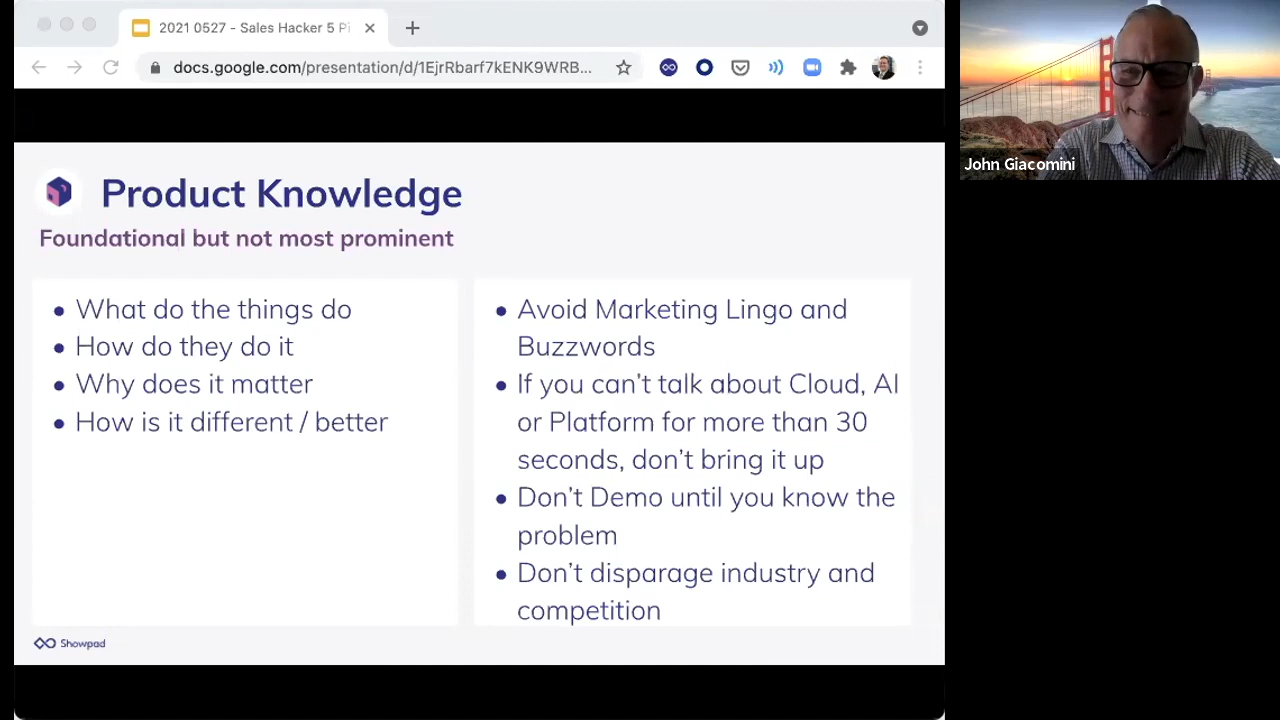 2021 0527 - Sales Hacker 5 Pi
docs.google.com/presentation/d/1EjrRbarf7kENK9WRB...
John Giacomini
Product Knowledge
Foundational but not most prominent
• What do the things do
• How do they do it
• Why does it matter
• How is it different / better
• Avoid Marketing Lingo and
Buzzwords
• If you can't talk about Cloud, AI
or Platform for more than 30
seconds, don't bring it up
• Don't Demo until you know the
problem
• Don't disparage industry and
competition
Showpad